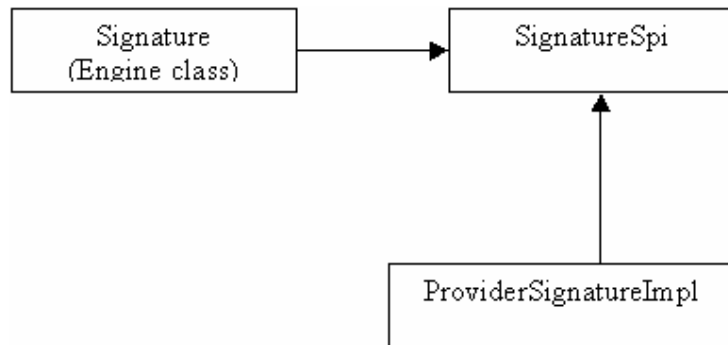 Signature
(Engine class)
SignatureSpi
ProviderSignatureImpl